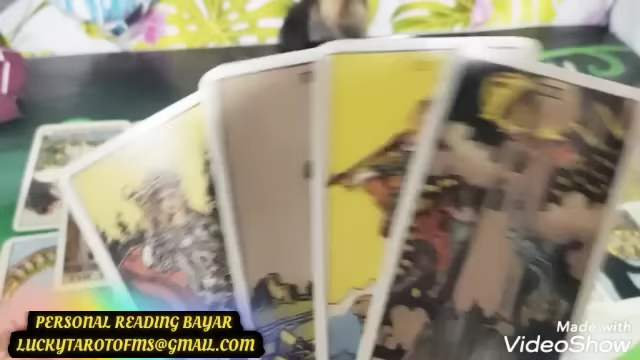 PERSONAL READING BAYAR
LUCKYTAROTOFMS@GMAIL.COM
Made with
VideoShow